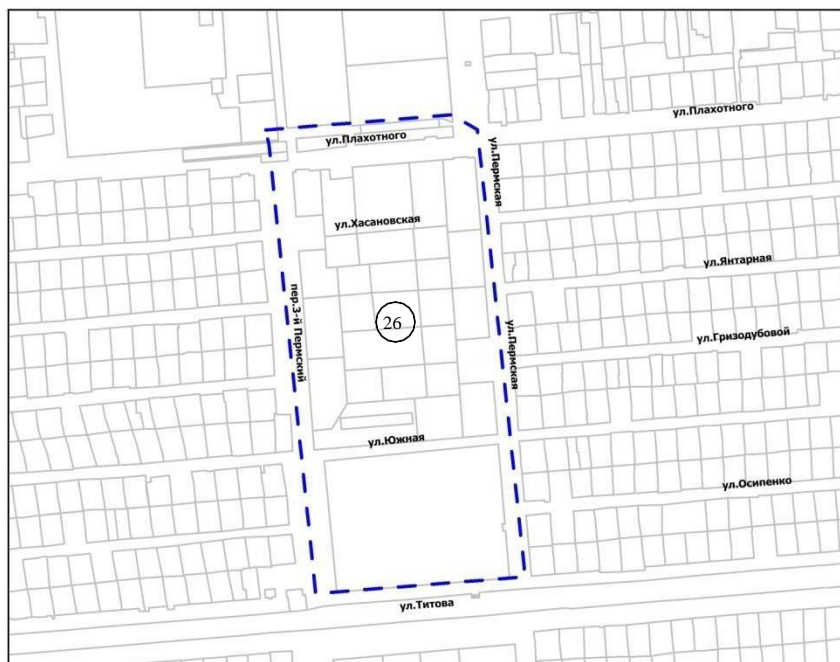 ул.Плахотного
ул.Плахотного
ул.Пермская
ул.Хасановская
ул.Янтарная
пер.3-й Пермский
26
ул.Пермская
ул.Гризодубовой
ул.Южная
ул.Осипенко
ул.Титова